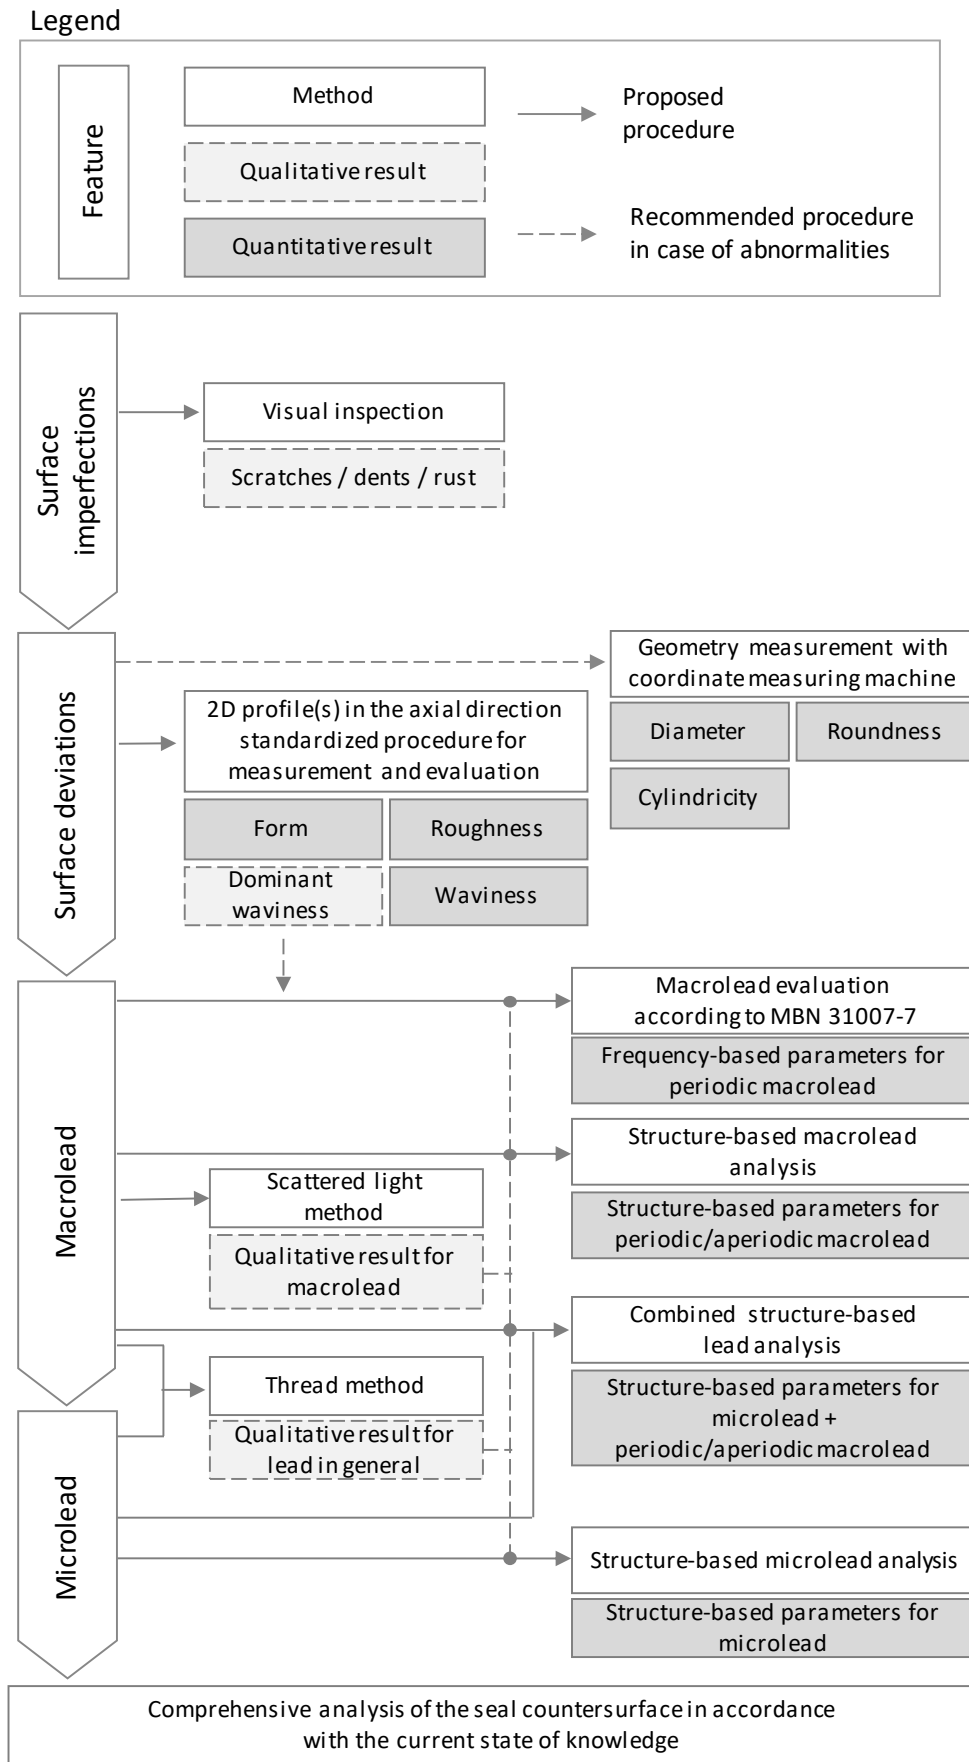 Legend
Feature
Method
Qualitative result
Quantitative result
Proposed
procedure
Recommended procedure
in case of abnormalities
Surface
imperfections
Visual inspection
Scratches / dents / rust
Surface deviations
Geometry measurement with
coordinate measuring machine
Diameter
Roundness
Cylindricity
2D profile(s) in the axial direction
standardized procedure for
measurement and evaluation
Form
Roughness
Dominant
waviness
Waviness
Macrolead
Macrolead evaluation
according to MBN 31007-7
Frequency-based parameters for
periodic macrolead
Structure-based macrolead
analysis
Structure-based parameters for
periodic/aperiodic macrolead
Scattered light
method
Qualitative result for
macrolead
Combined structure-based
lead analysis
Structure-based parameters for
microlead +
periodic/aperiodic macrolead
Thread method
Qualitative result for
lead in general
Microlead
Structure-based microlead analysis
Structure-based parameters for
microlead
Comprehensive analysis of the seal countersurface in accordance
with the current state of knowledge